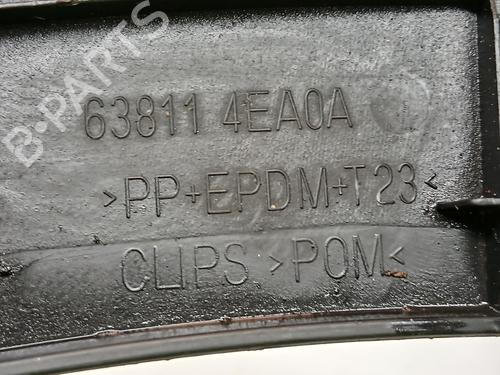 B-PARTS
63811 4EA0A
>PP+EPDM+T23<
CLIPS >POM<